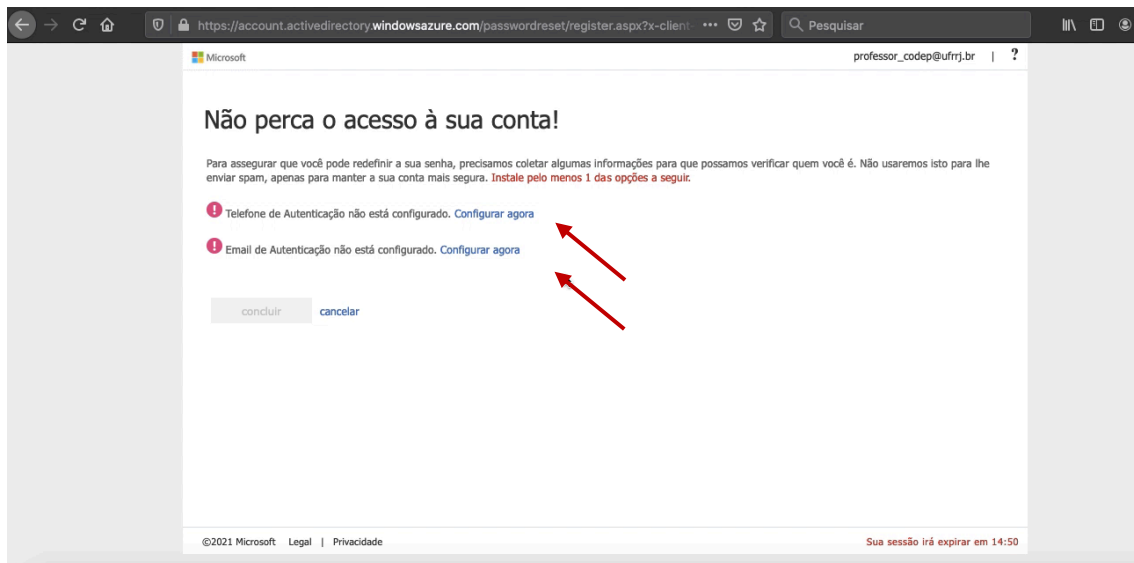 https://account.activedirectory.windowsazure.com/passwordreset/register.aspx?x-client-
Pesquisar
Microsoft
professor_codep@ufrrj.br | ?
Não perca o acesso à sua conta!
Para assegurar que você pode redefinir a sua senha, precisamos coletar algumas informações para que possamos verificar quem você é. Não usaremos isto para lhe
enviar spam, apenas para manter a sua conta mais segura. Instale pelo menos 1 das opções a seguir.
! Telefone de Autenticação não está configurado. Configurar agora
! Email de Autenticação não está configurado. Configurar agora
concluir cancelar
©2021 Microsoft Legal | Privacidade
Sua sessão irá expirar em 14:50